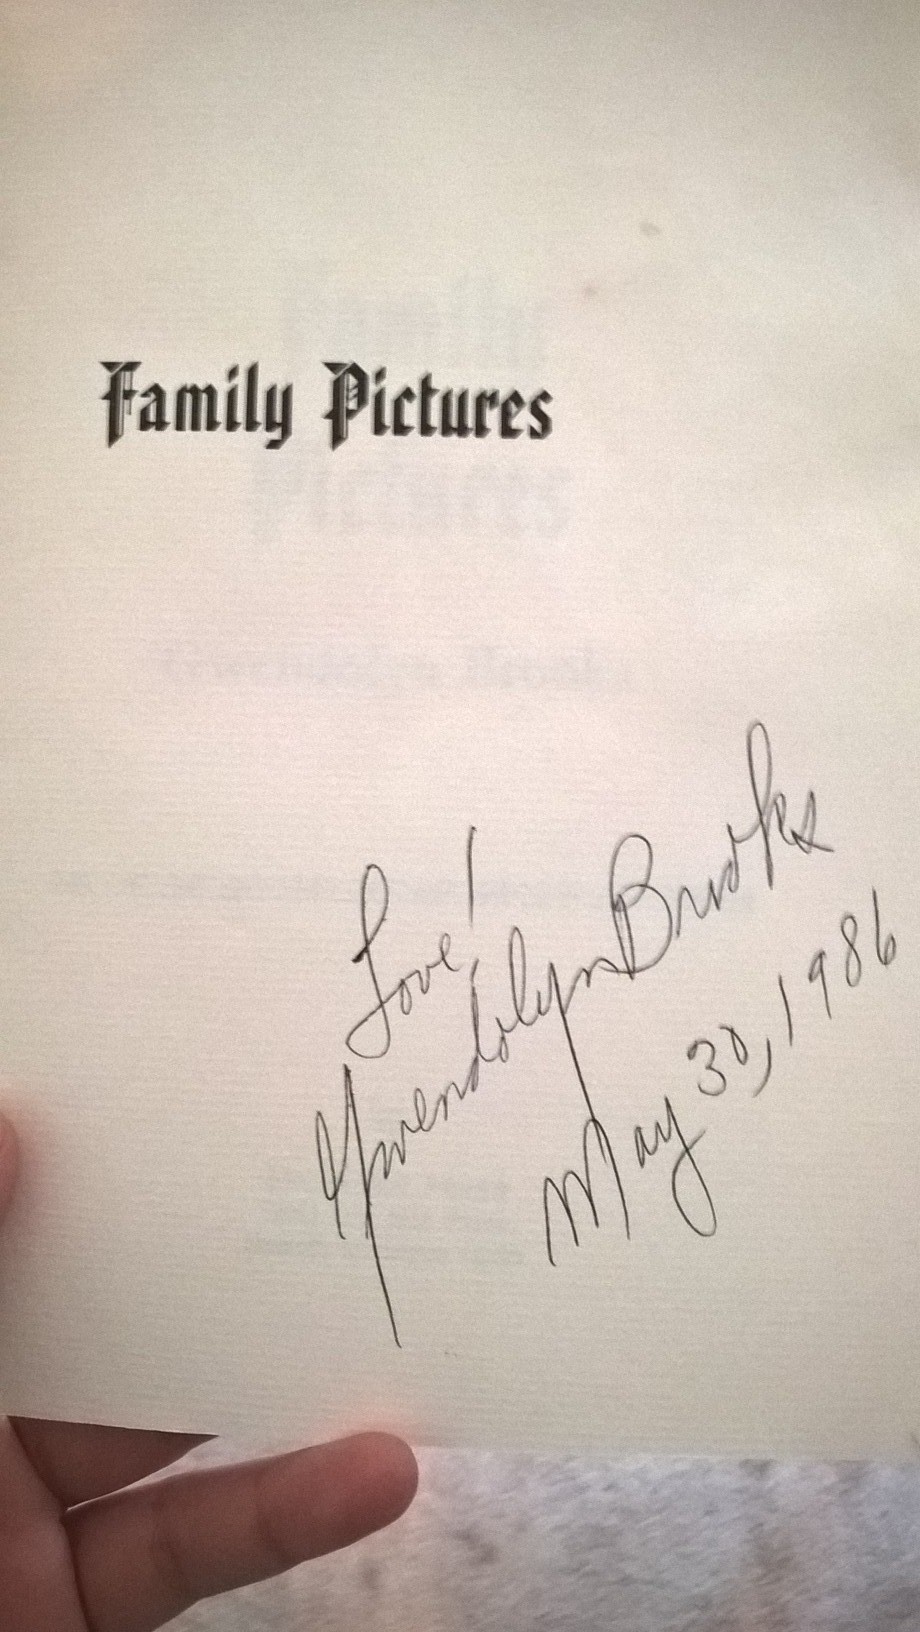 Family Pictures
Love!
Gwendolyn Brooks
May 30, 1986